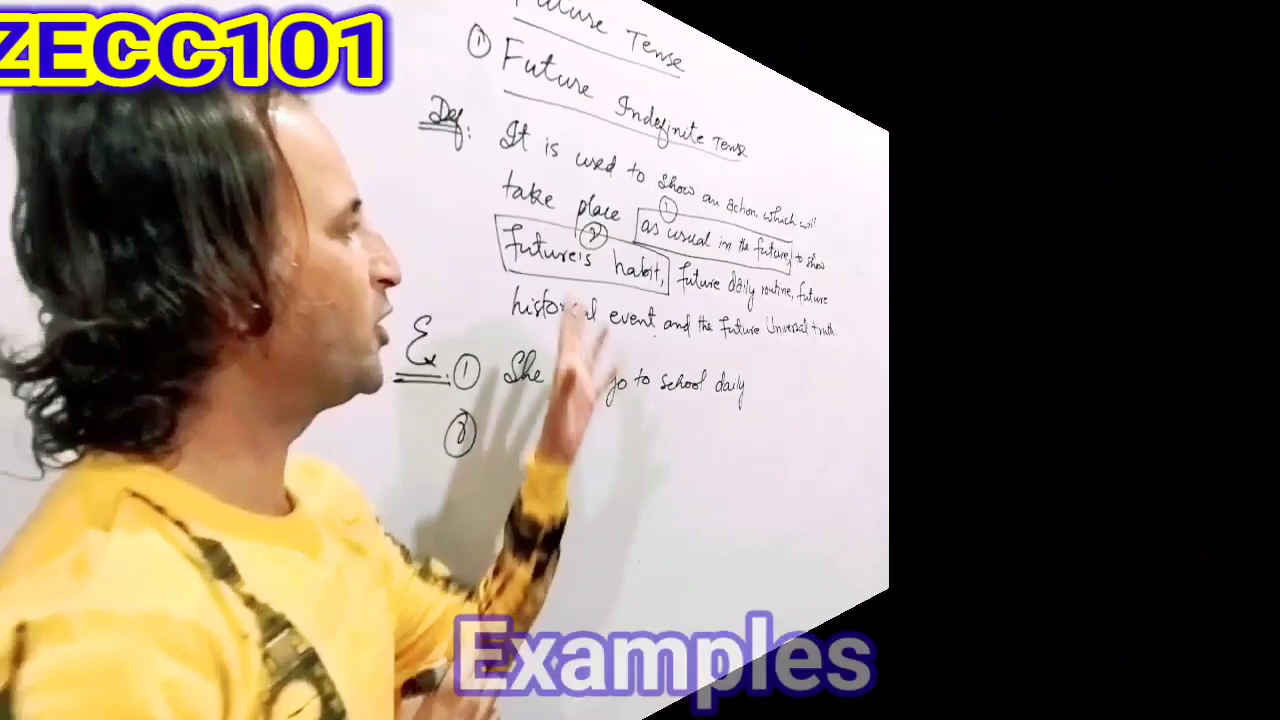 ZECC101
Future Tense
① Future Indefinite Tense
Def: It is used to show an action which will
take place ① as usual in the future, to show
② Future's habit, future daily routine, future
historical event and the future Universal truth
Ex ① She go to school daily
②
Examples